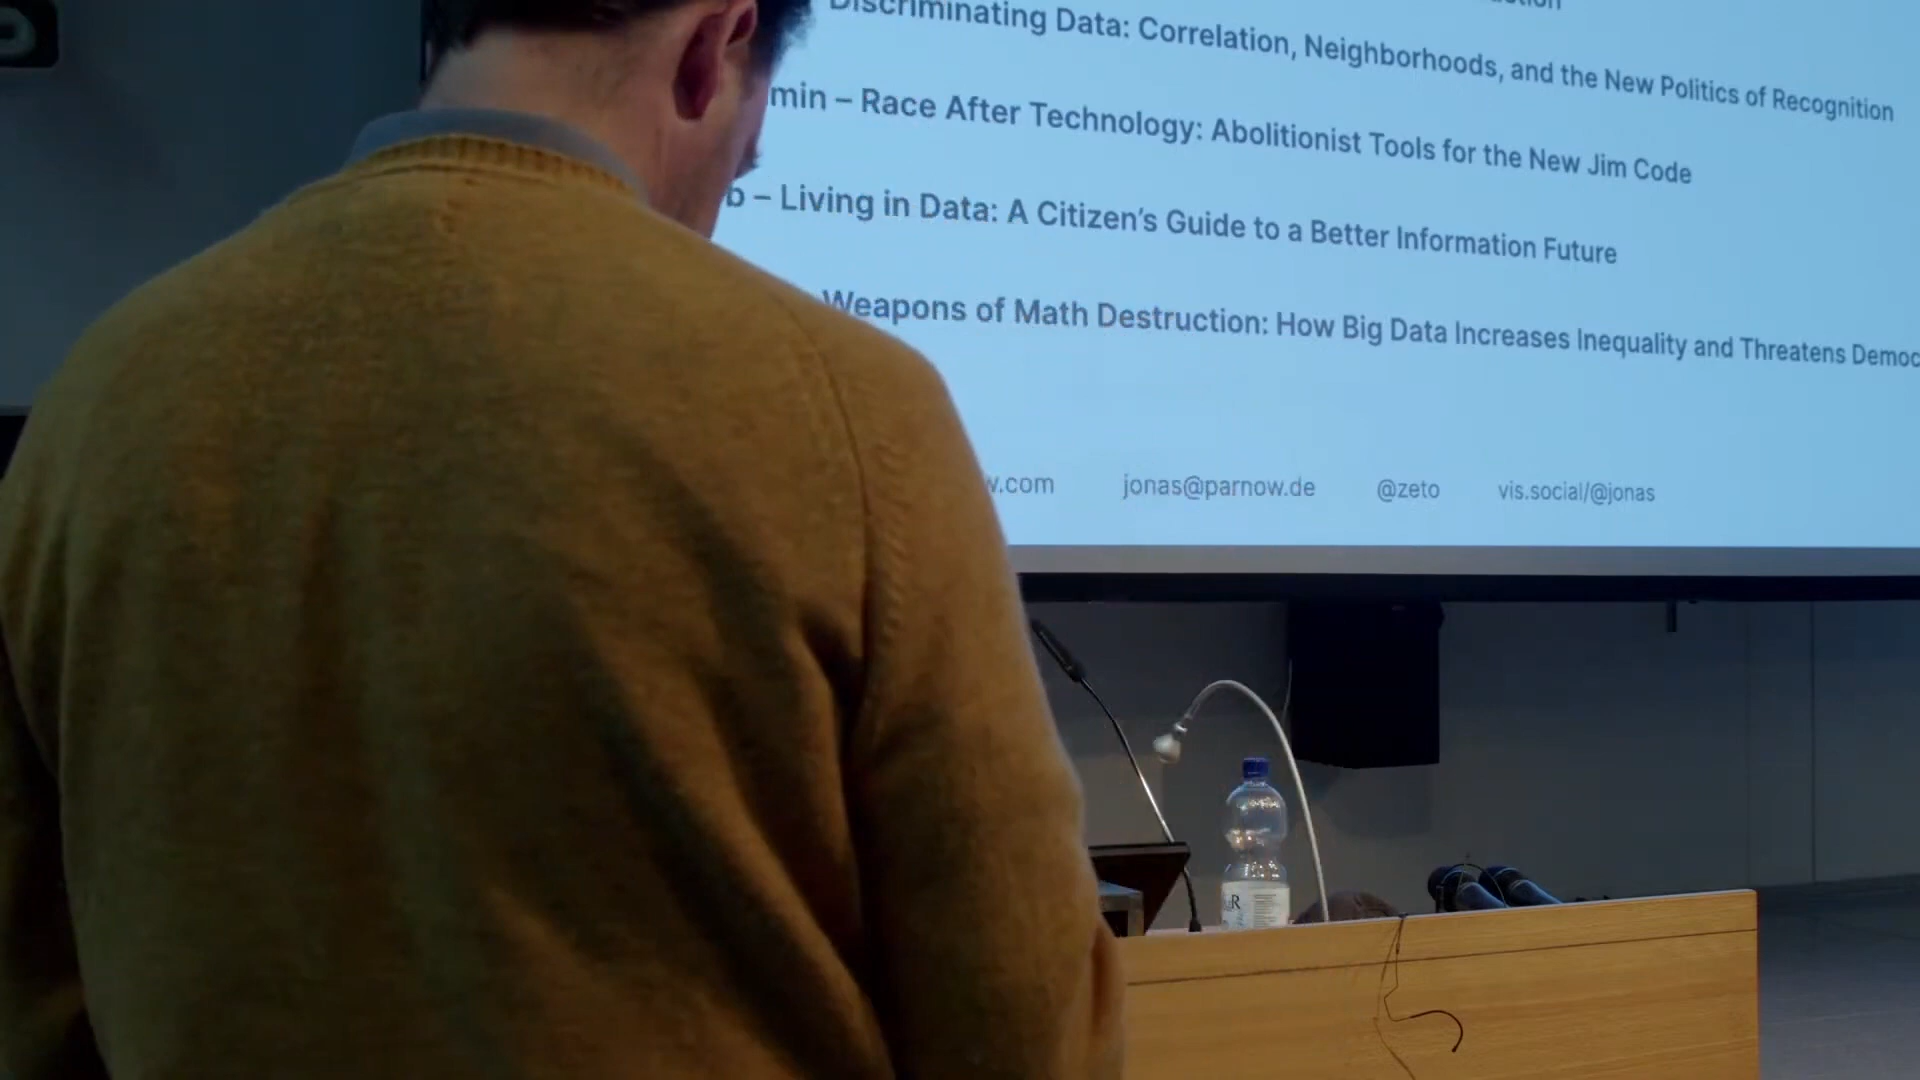 Discriminating Data: Correlation, Neighborhoods, and the New Politics of Recognition
min – Race After Technology: Abolitionist Tools for the New Jim Code
b – Living in Data: A Citizen's Guide to a Better Information Future
Weapons of Math Destruction: How Big Data Increases Inequality and Threatens Democ
.com jonas@parnow.de @zeto vis.social/@jonas